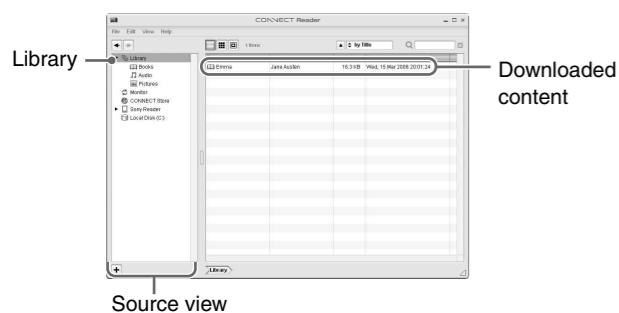 CONNECT Reader
File Edit View Help
1 Items
by Title
Library
Library
Books
Audio
Pictures
Monitor
CONNECT Store
Sony Reader
Local Disk (C:)
Emma Jane Austen 16.3 KB Wed, 15 Mar 2006 20:01:24
Downloaded
content
Library
Source view